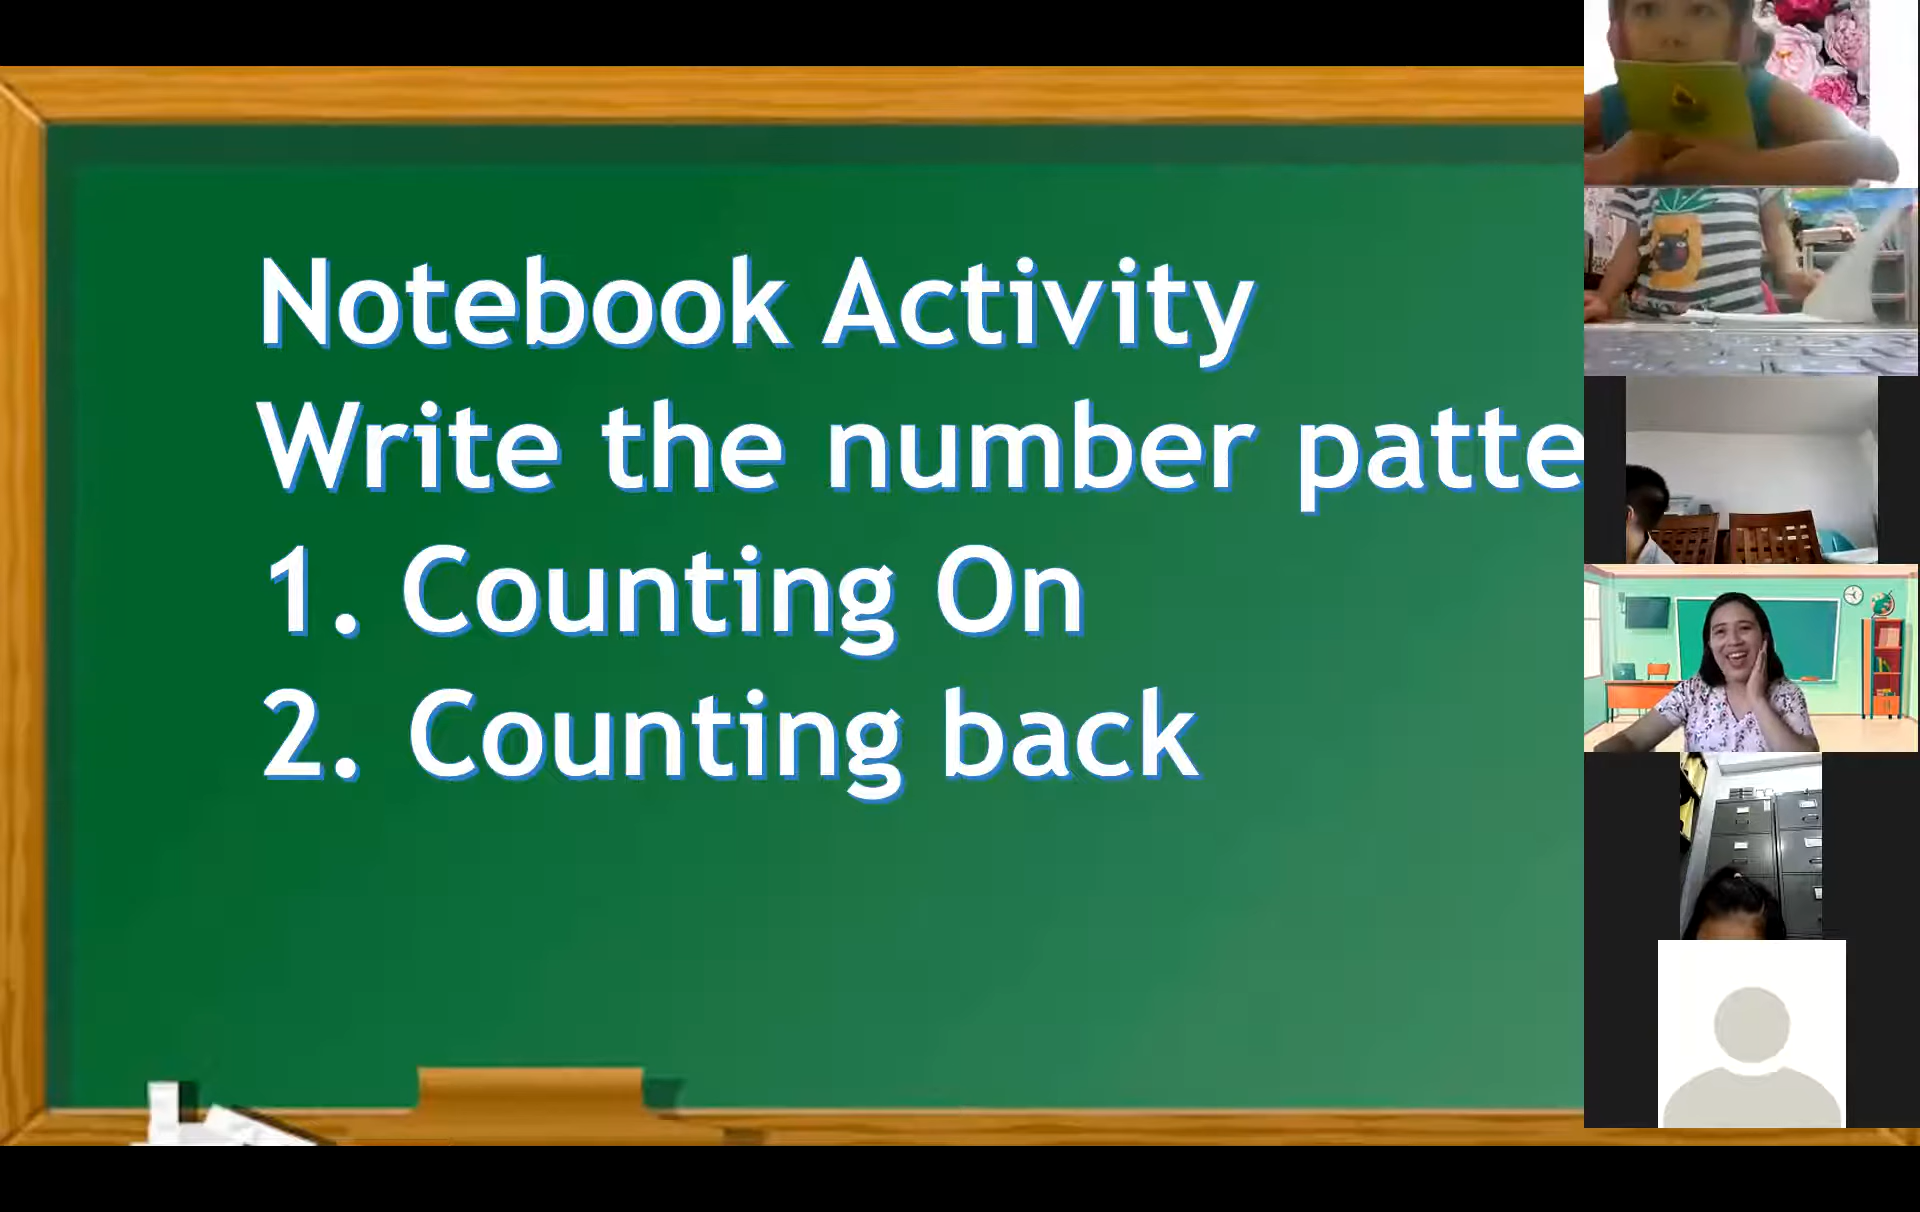 Notebook Activity
Write the number patte
1. Counting On
2. Counting back